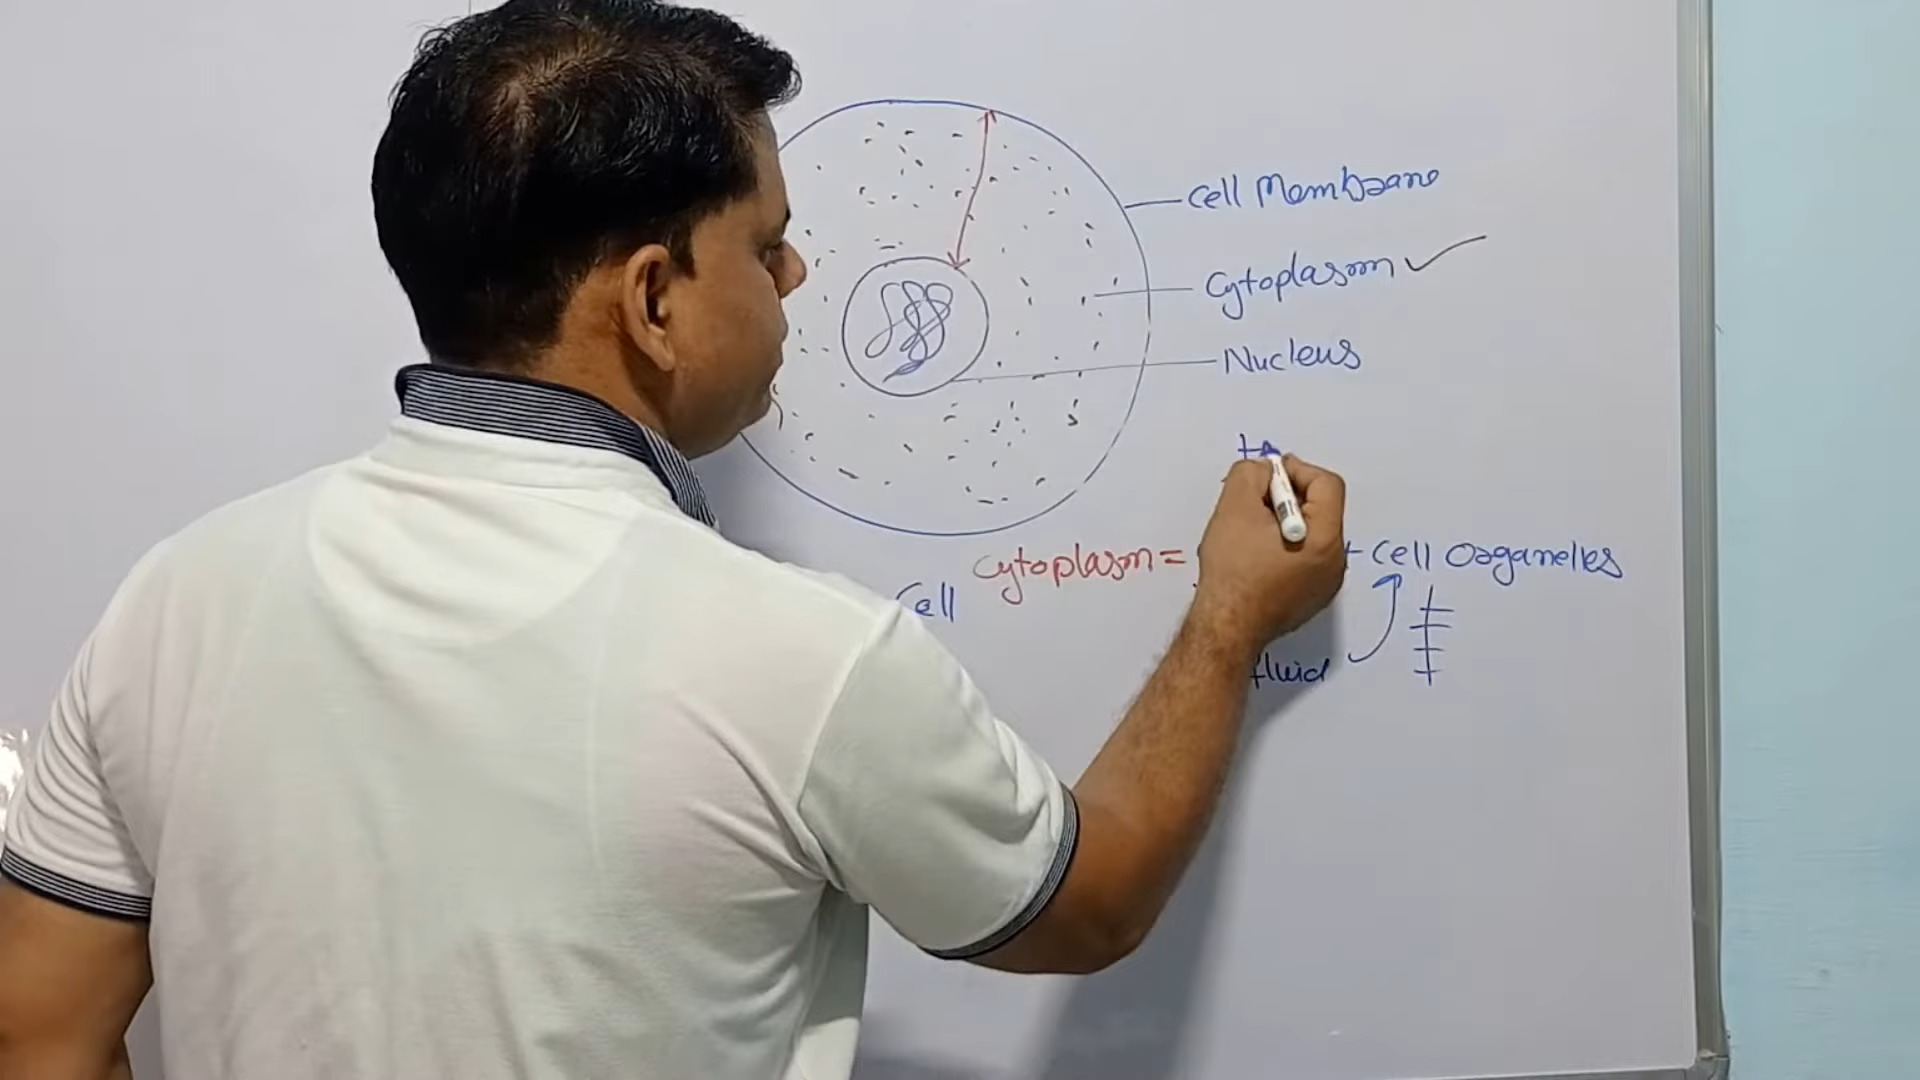 Cell Membrane
Cytoplasm ✓
Nucleus
Cytoplasm = + Cell Organelles
Cell
fluid